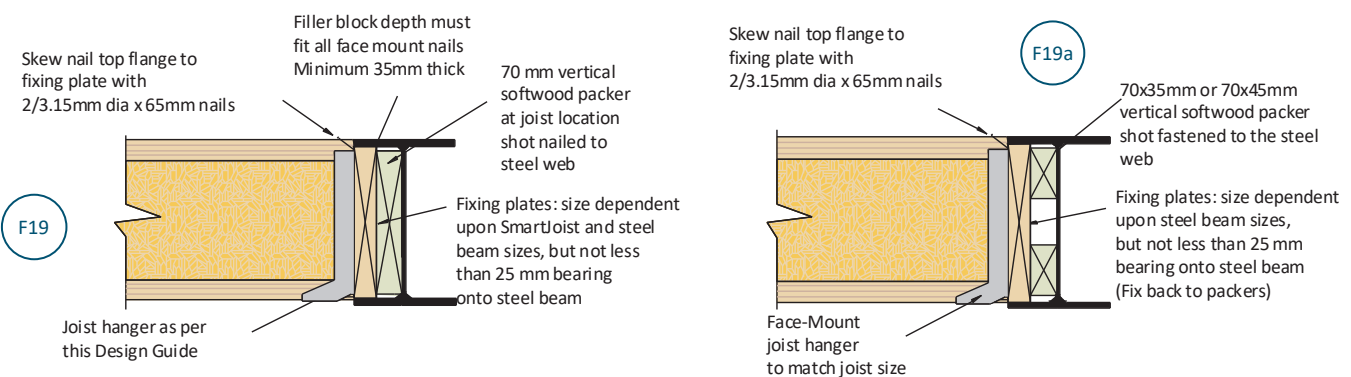 Filler block depth must
fit all face mount nails
Minimum 35mm thick
Skew nail top flange to
fixing plate with
2/3.15mm dia x 65mm nails
70 mm vertical
softwood packer
at joist location
shot nailed to
steel web
F19
Fixing plates: size dependent
upon SmartJoist and steel
beam sizes, but not less
than 25 mm bearing
onto steel beam
Joist hanger as per
this Design Guide
Skew nail top flange to
fixing plate with
2/3.15mm dia x 65mm nails
F19a
70x35mm or 70x45mm
vertical softwood packer
shot fastened to the steel
web
Fixing plates: size dependent
upon steel beam sizes,
but not less than 25 mm
bearing onto steel beam
(Fix back to packers)
Face-Mount
joist hanger
to match joist size